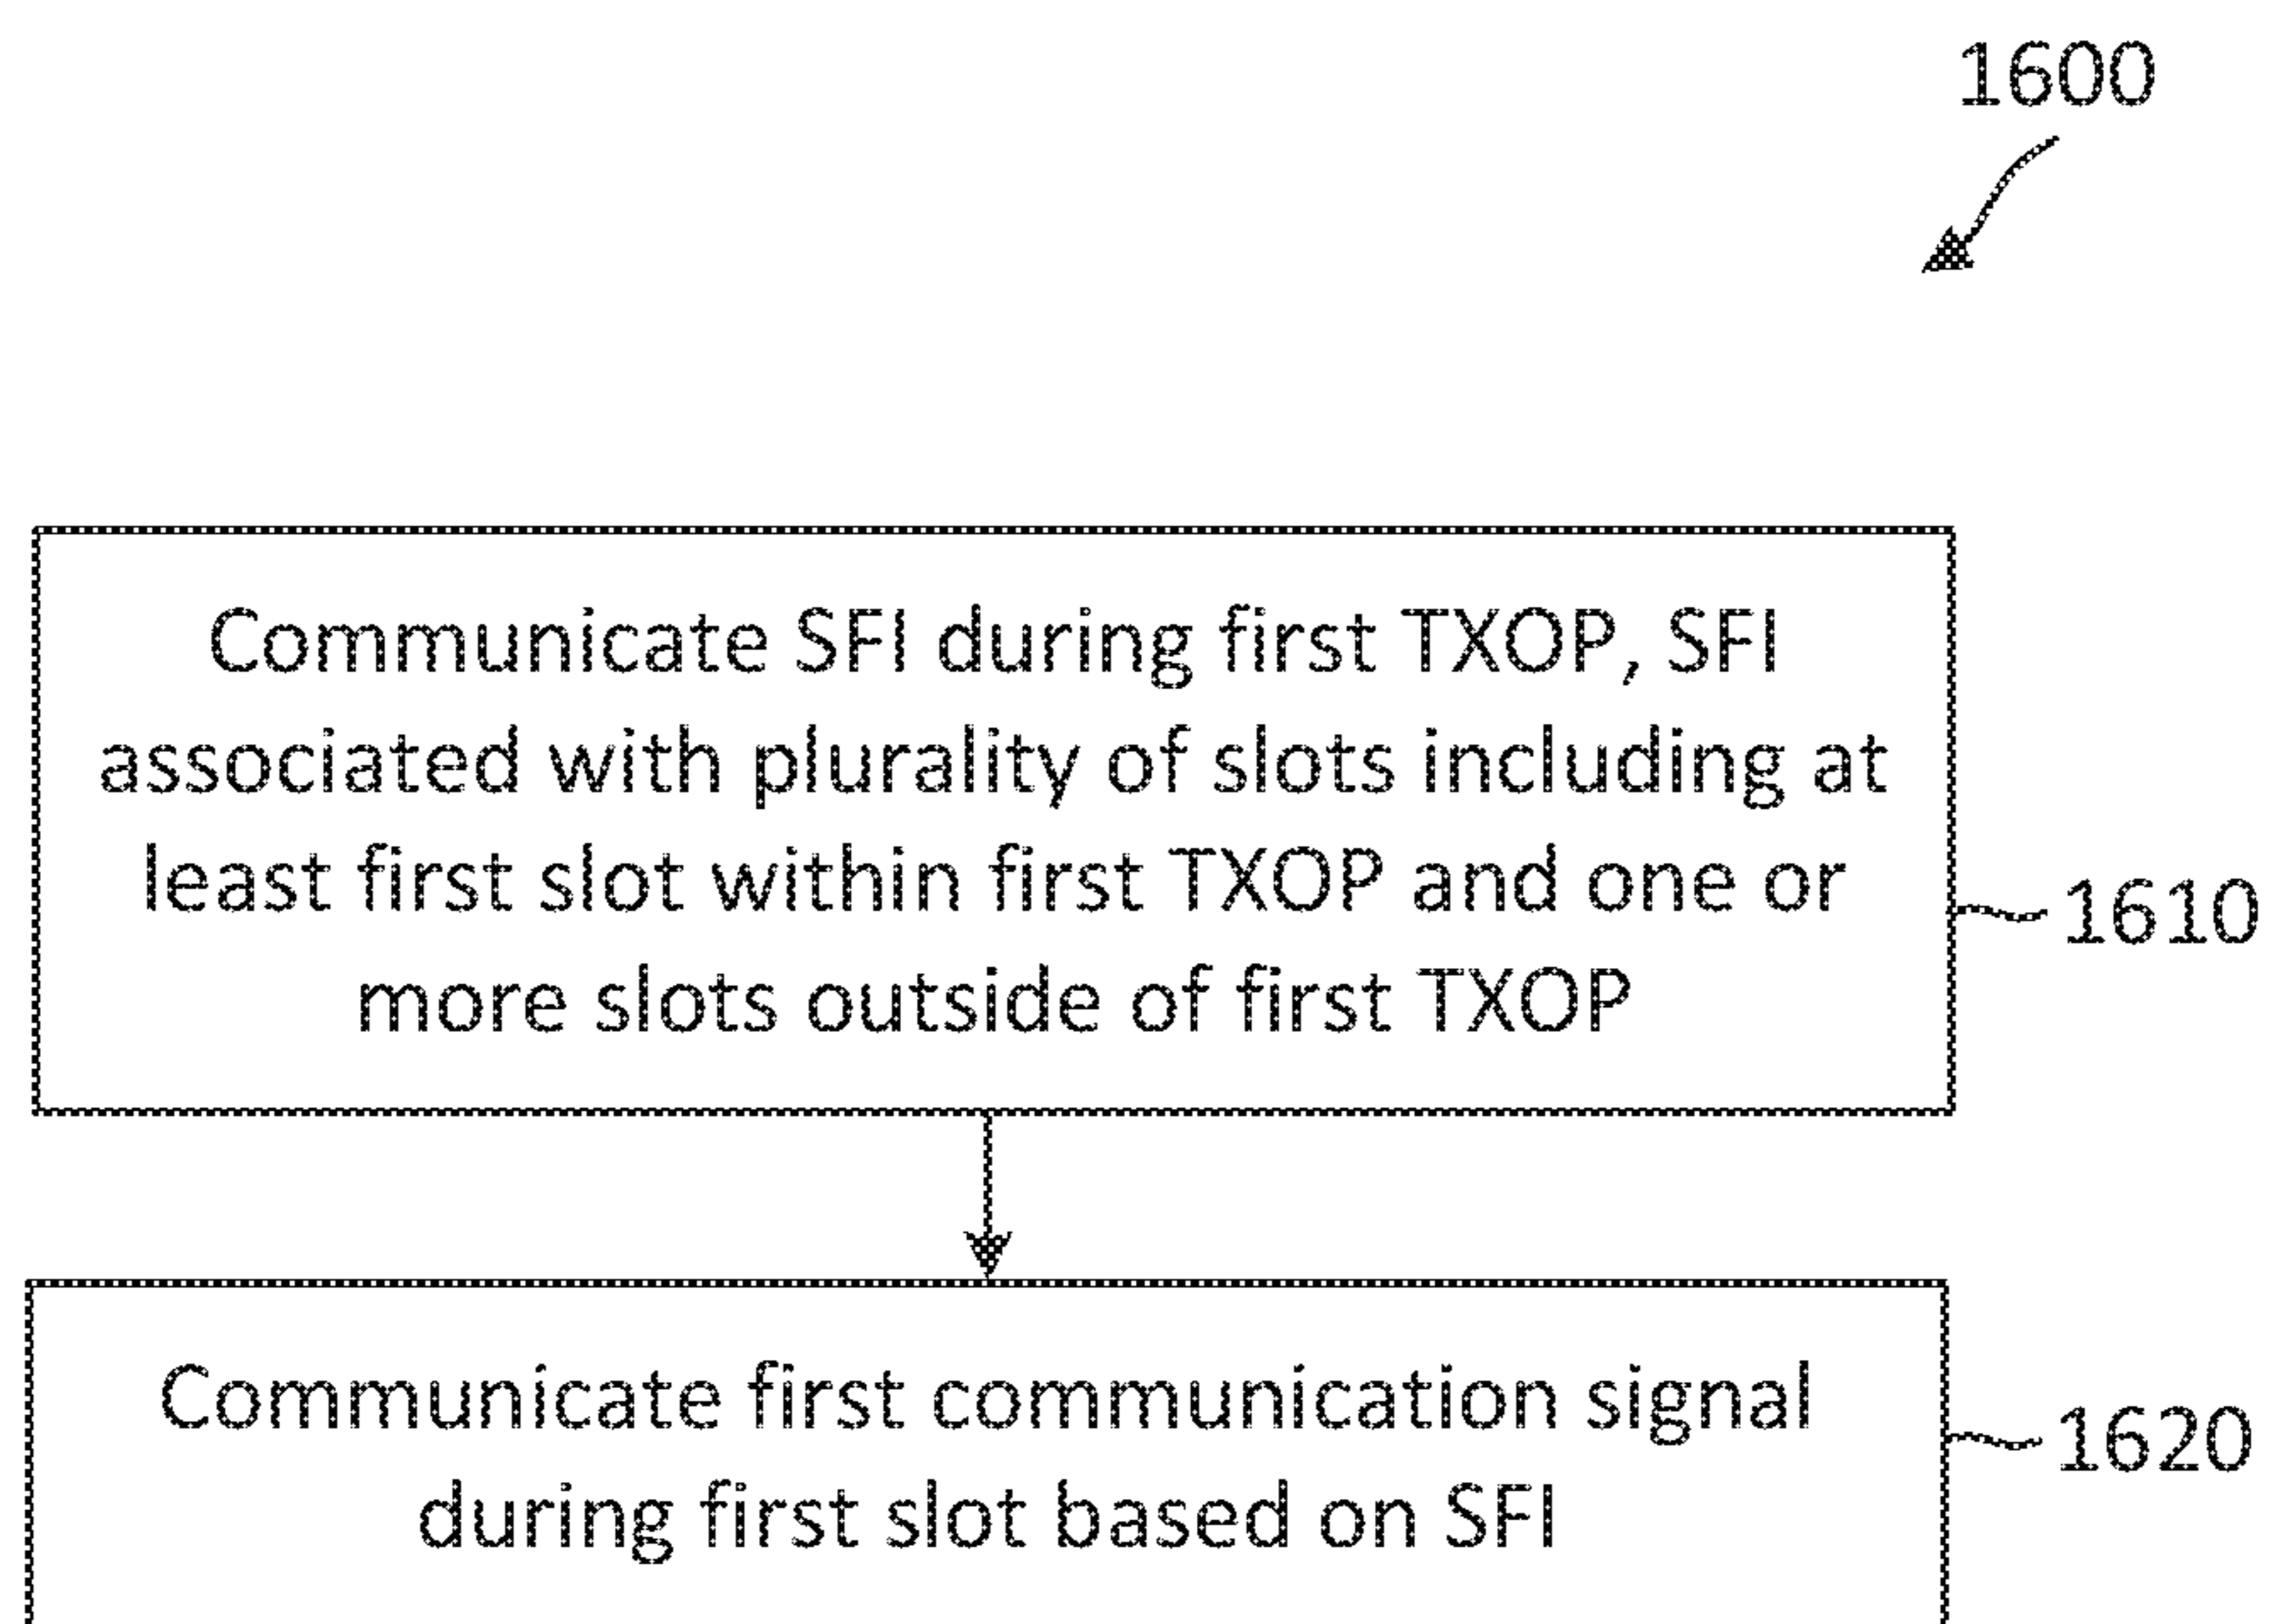 1600
Communicate SFI during first TXOP, SFI
associated with plurality of slots including at
least first slot within first TXOP and one or
more slots outside of first TXOP
1610
Communicate first communication signal
during first slot based on SFI
1620